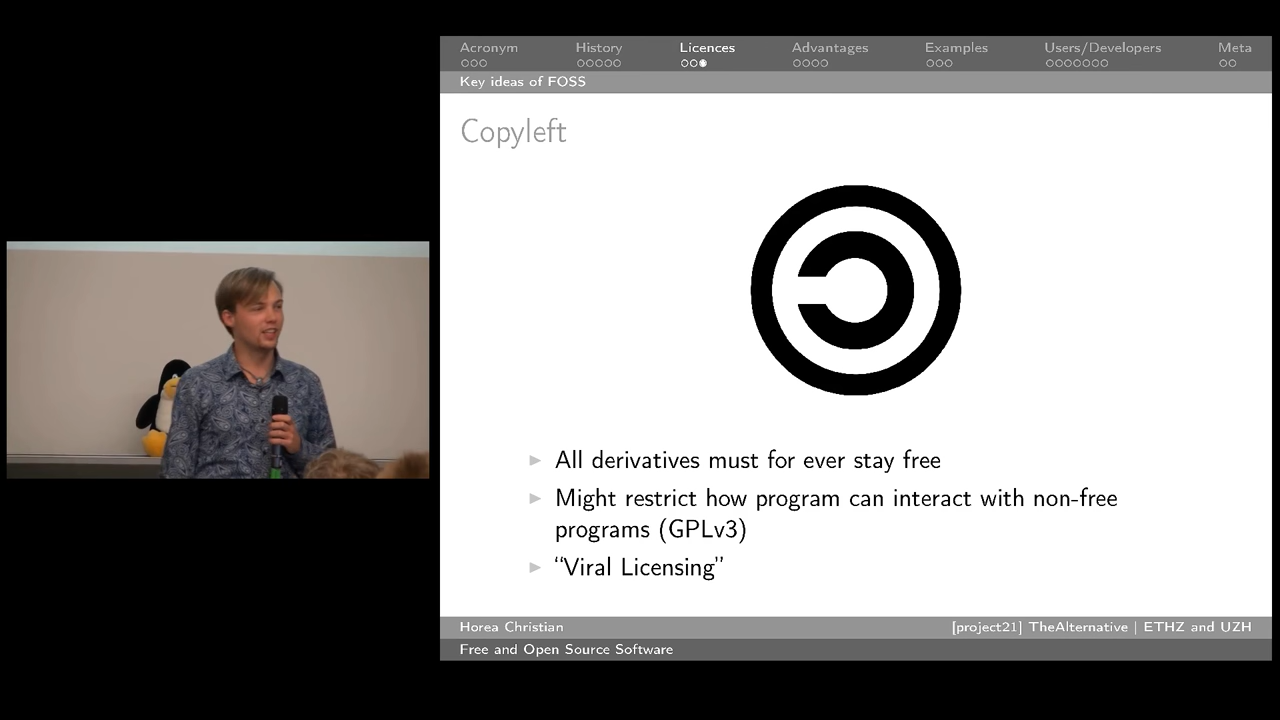 Acronym History Licences Advantages Examples Users/Developers Meta
Key ideas of FOSS
Copyleft
All derivatives must for ever stay free
Might restrict how program can interact with non-free
programs (GPLv3)
“Viral Licensing”
Horea Christian [project21] TheAlternative | ETHZ and UZH
Free and Open Source Software